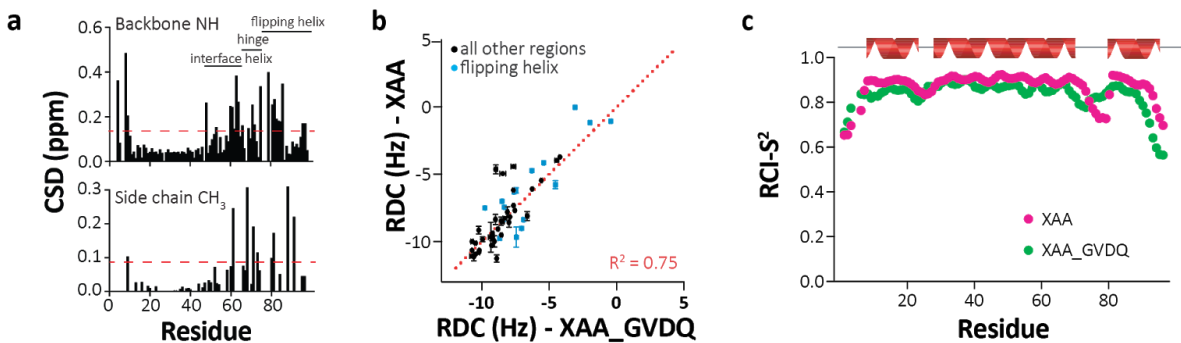 a
Backbone NH
flipping helix
hinge
interface helix
0.6
0.4
0.2
0.0
Side chain CH3
0.3
0.2
0.1
0.0
CSD (ppm)
0 20 40 60 80
Residue
b
all other regions
flipping helix
5
0
-5
-10
RDC (Hz) - XAA
R² = 0.75
-10 -5 0 5
RDC (Hz) - XAA_GVDQ
c
1.0
0.8
0.6
0.4
0.2
0.0
RCI-S²
XAA
XAA_GVDQ
20 40 60 80
Residue